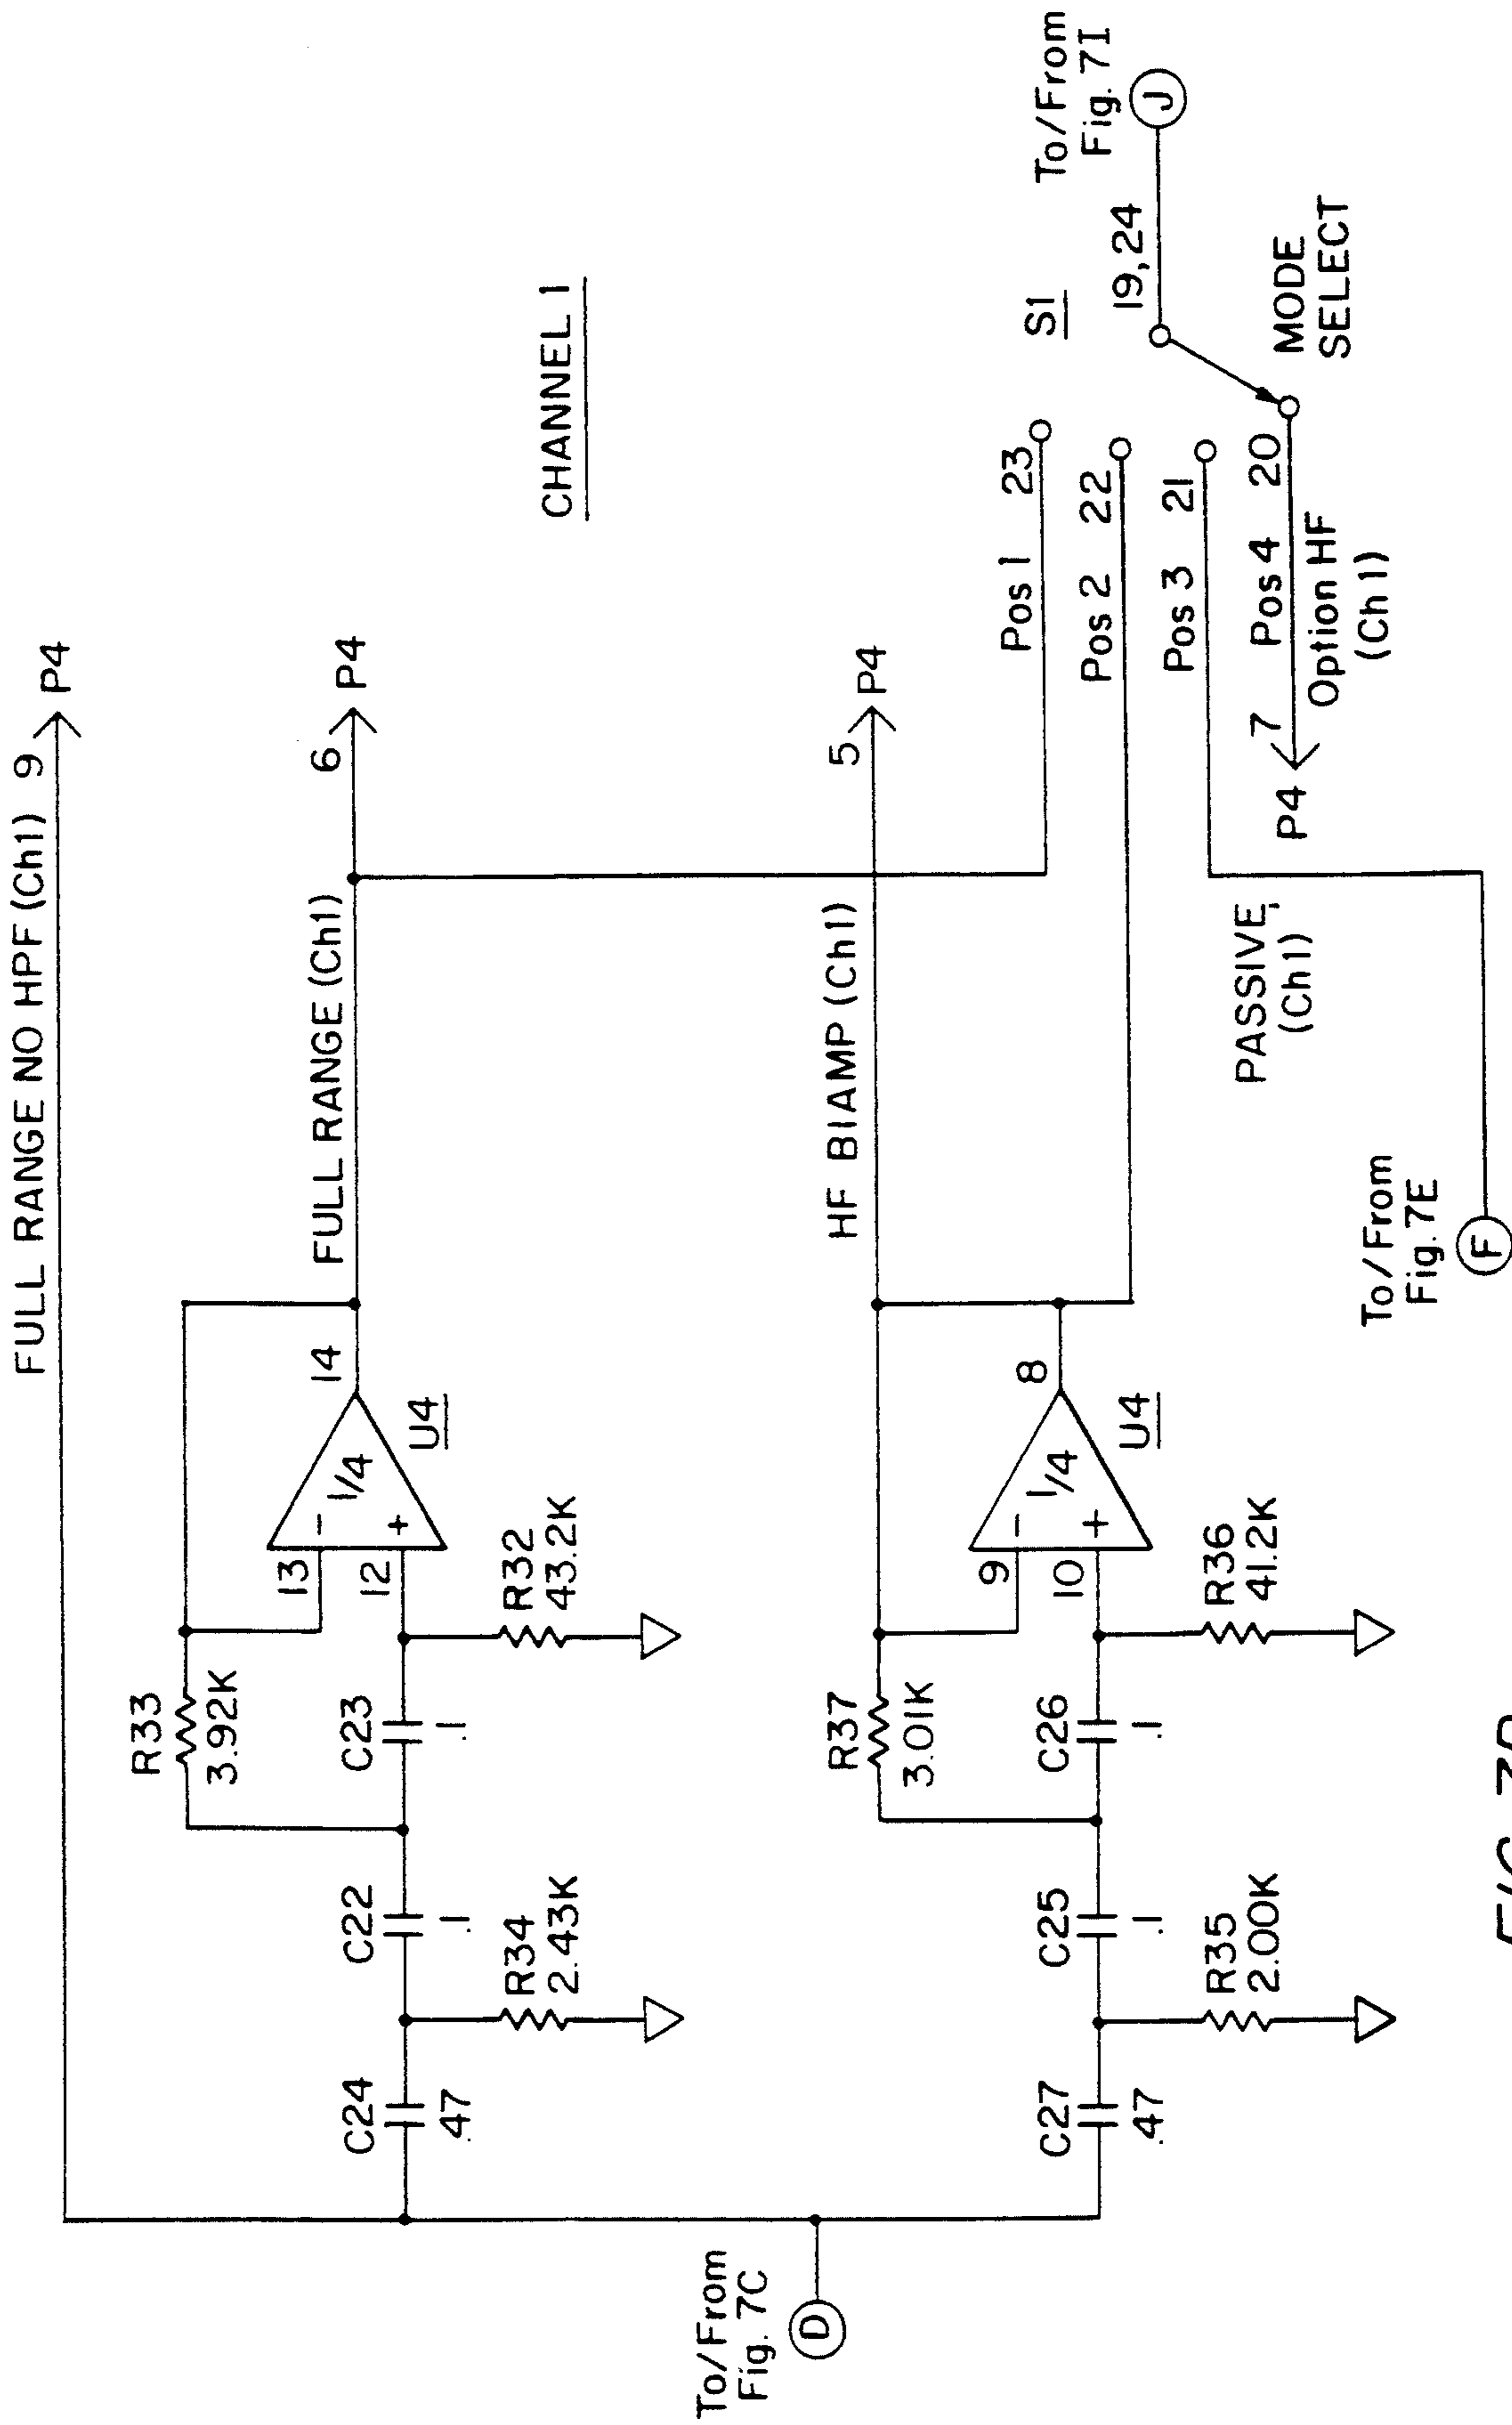 FULL RANGE NO HPF (Ch1) 9
P4
FULL RANGE (Ch1)
6
P4
CHANNEL 1
R33
3.92K
13
12
-
+
1/4
14
U4
C24
.47
C22
.1
C23
.1
R34
2.43K
R32
43.2K
To/From
Fig. 7C
D
HF BIAMP (Ch1)
5
P4
R37
3.01K
9
10
-
+
1/4
8
U4
C27
.47
C25
.1
C26
.1
R35
2.00K
R36
41.2K
Pos 1 23
Pos 2 22
Pos 3 21
Pos 4 20
S1
19,24
To/From
Fig. 7I
J
MODE
SELECT
P4
7
Option HF
(Ch1)
PASSIVE,
(Ch1)
To/From
Fig. 7E
F